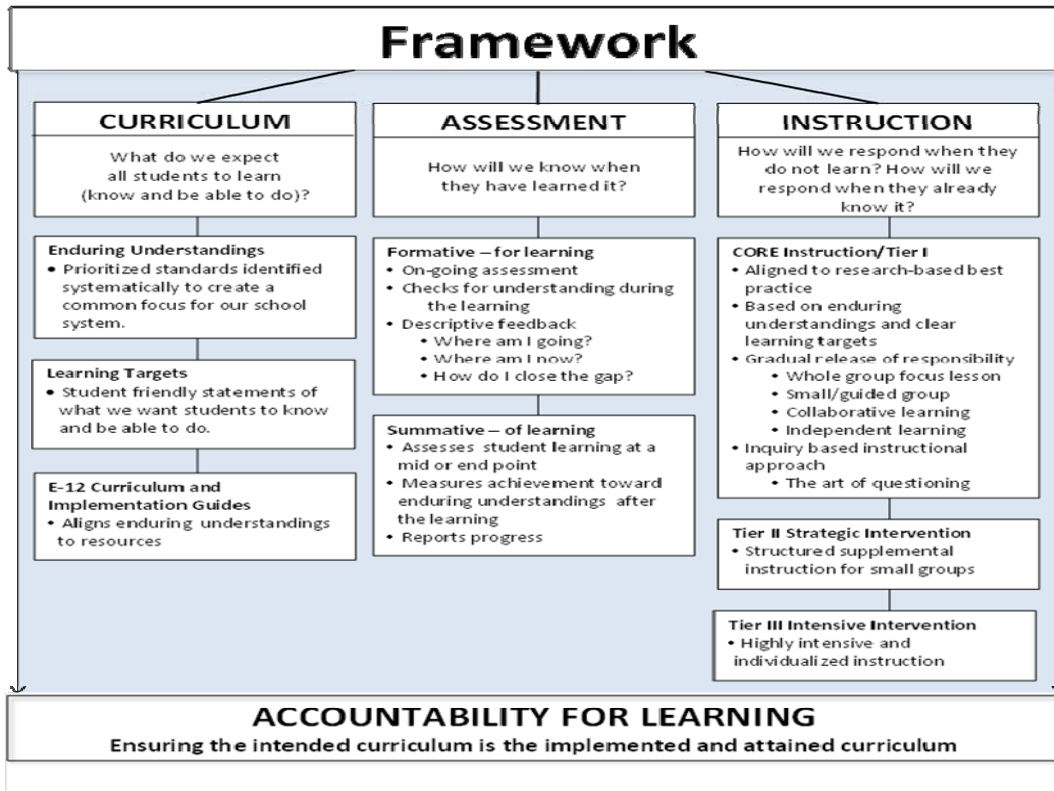 Framework
CURRICULUM
What do we expect
all students to learn
(know and be able to do)?
Enduring Understandings
• Prioritized standards identified
systematically to create a
common focus for our school
system.
Learning Targets
• Student friendly statements of
what we want students to know
and be able to do.
E-12 Curriculum and
Implementation Guides
• Aligns enduring understandings
to resources
ASSESSMENT
How will we know when
they have learned it?
Formative – for learning
• On-going assessment
• Checks for understanding during
the learning
• Descriptive feedback
• Where am I going?
• Where am I now?
• How do I close the gap?
Summative – of learning
• Assesses student learning at a
mid or end point
• Measures achievement toward
enduring understandings after
the learning
• Reports progress
INSTRUCTION
How will we respond when they
do not learn? How will we
respond when they already
know it?
CORE Instruction/Tier I
• Aligned to research-based best
practice
• Based on enduring
understandings and clear
learning targets
• Gradual release of responsibility
• Whole group focus lesson
• Small/guided group
• Collaborative learning
• Independent learning
• Inquiry based instructional
approach
• The art of questioning
Tier II Strategic Intervention
• Structured supplemental
instruction for small groups
Tier III Intensive Intervention
• Highly intensive and
individualized instruction
ACCOUNTABILITY FOR LEARNING
Ensuring the intended curriculum is the implemented and attained curriculum